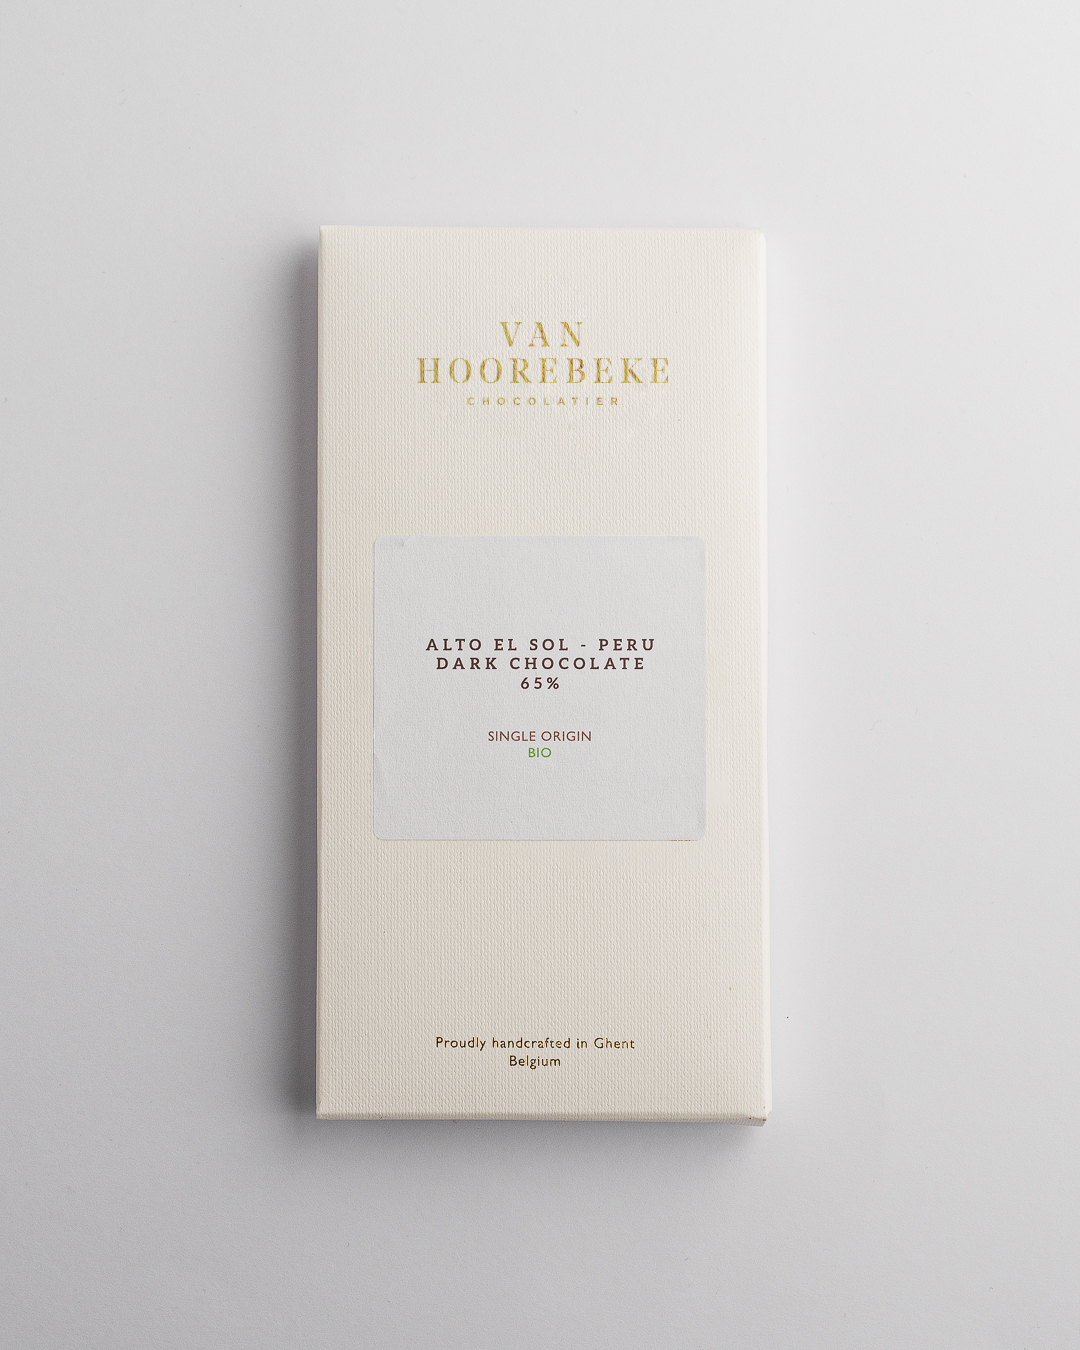 VAN
HOOREBEKE
CHOCOLATIER
ALTO EL SOL - PERU
DARK CHOCOLATE
65%
SINGLE ORIGIN
BIO
Proudly handcrafted in Ghent
Belgium